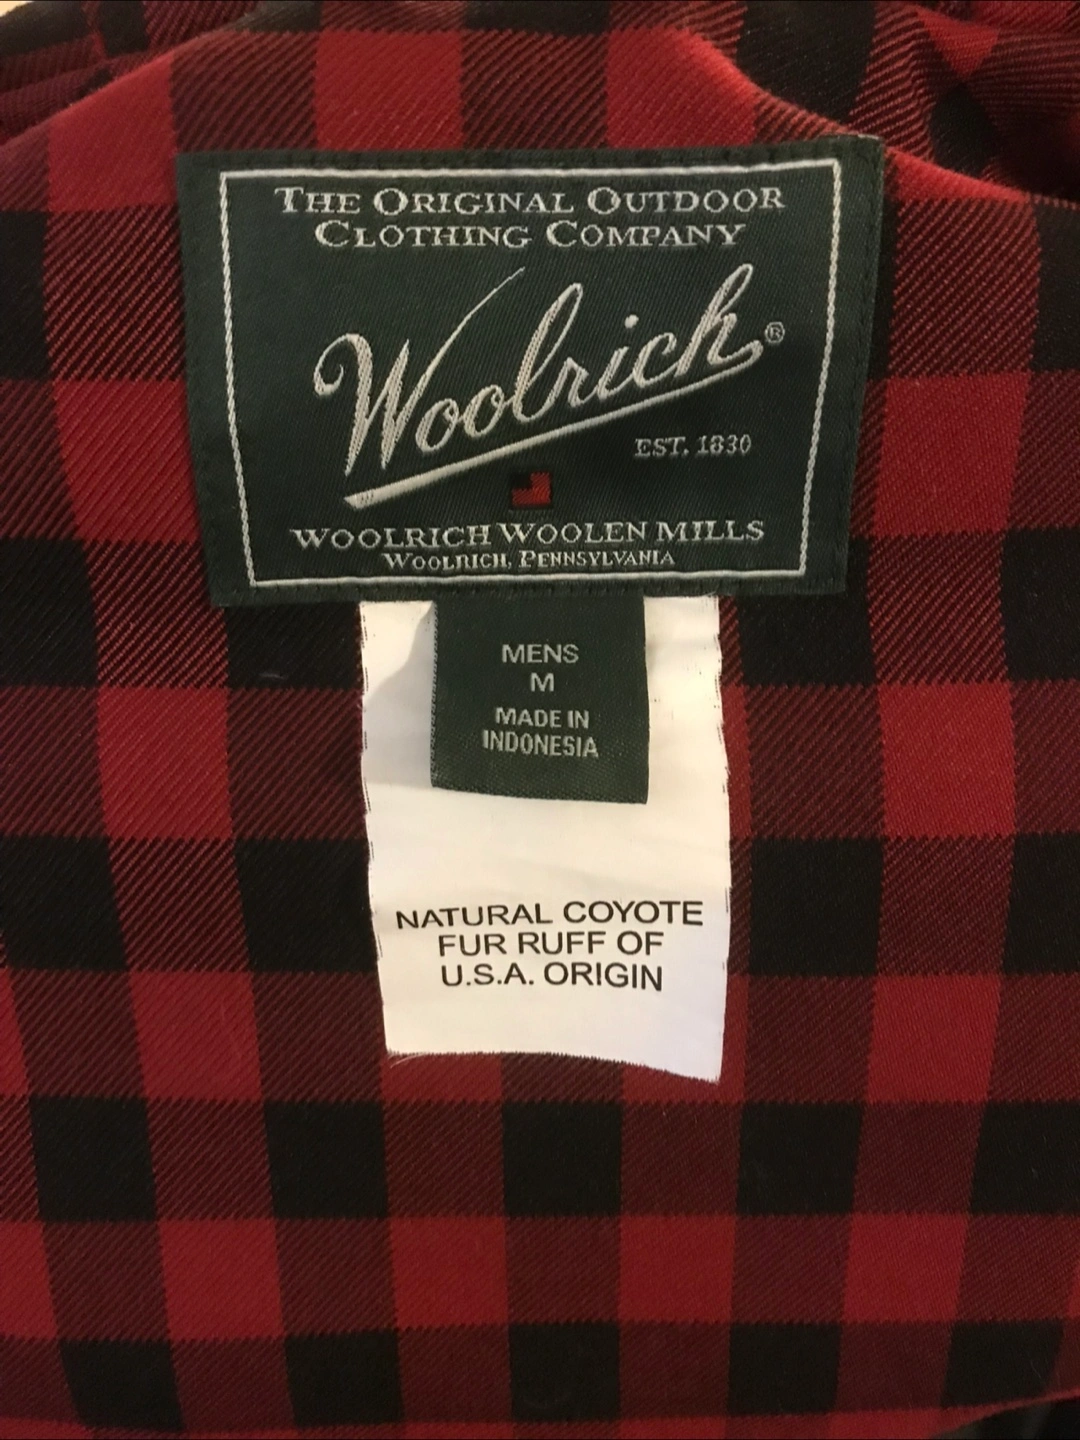 THE ORIGINAL OUTDOOR
CLOTHING COMPANY
Woolrich®
EST. 1830
WOOLRICH WOOLEN MILLS
WOOLRICH, PENNSYLVANIA
MENS
M
MADE IN
INDONESIA
NATURAL COYOTE
FUR RUFF OF
U.S.A. ORIGIN